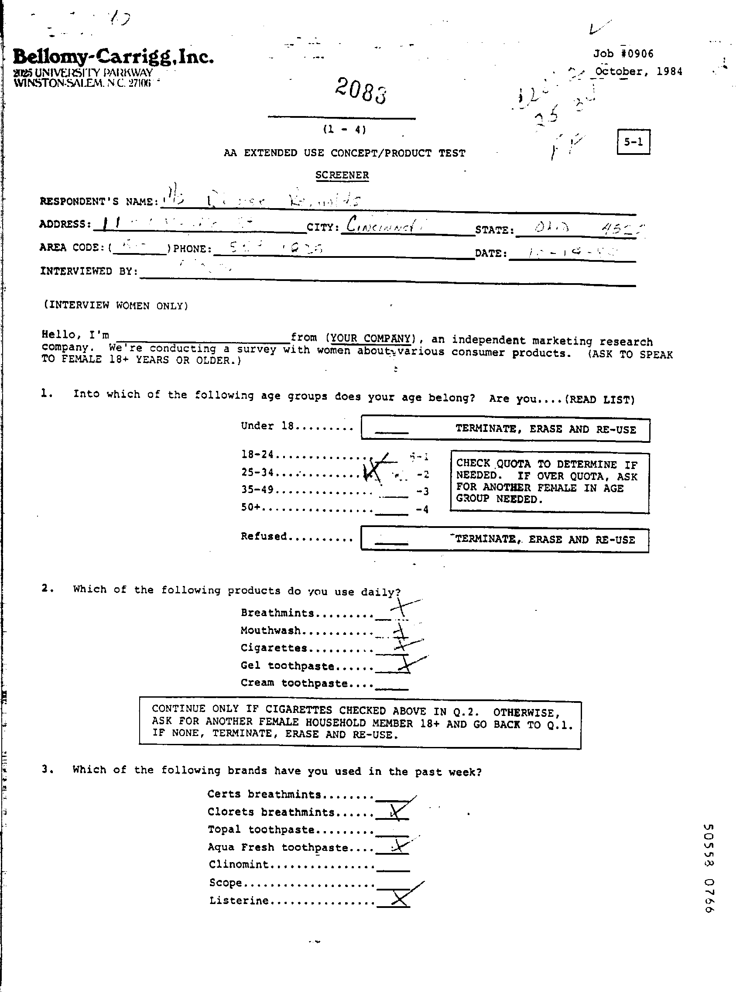 Bellomy-Carrigg, Inc.
2025 UNIVERSITY PARKWAY
WINSTON-SALEM, N.C. 27106
Job #0906
October, 1984
2083
(1 - 4)
5-1
AA EXTENDED USE CONCEPT/PRODUCT TEST
SCREENER
RESPONDENT'S NAME: Reynolds
ADDRESS: CITY: Cincinnati STATE: Ohio
AREA CODE: ( ) PHONE: DATE:
INTERVIEWED BY:
(INTERVIEW WOMEN ONLY)
Hello, I'm ____ from (YOUR COMPANY), an independent marketing research
company. We're conducting a survey with women about various consumer products. (ASK TO SPEAK
TO FEMALE 18+ YEARS OR OLDER.)
1. Into which of the following age groups does your age belong? Are you....(READ LIST)
Under 18......... ____ TERMINATE, ERASE AND RE-USE
18-24............... 5-1
25-34............... X -2
35-49............... ____ -3
50+................. ____ -4
CHECK QUOTA TO DETERMINE IF
NEEDED. IF OVER QUOTA, ASK
FOR ANOTHER FEMALE IN AGE
GROUP NEEDED.
Refused.......... ____ TERMINATE, ERASE AND RE-USE
2. Which of the following products do you use daily?
Breathmints......... X
Mouthwash........... X
Cigarettes.......... X
Gel toothpaste...... X
Cream toothpaste.... ____
CONTINUE ONLY IF CIGARETTES CHECKED ABOVE IN Q.2. OTHERWISE,
ASK FOR ANOTHER FEMALE HOUSEHOLD MEMBER 18+ AND GO BACK TO Q.1.
IF NONE, TERMINATE, ERASE AND RE-USE.
3. Which of the following brands have you used in the past week?
Certs breathmints........ ____
Clorets breathmints...... X
Topal toothpaste......... ____
Aqua Fresh toothpaste.... X
Clinomint................ ____
Scope.................... ____
Listerine................ X
50558 0766